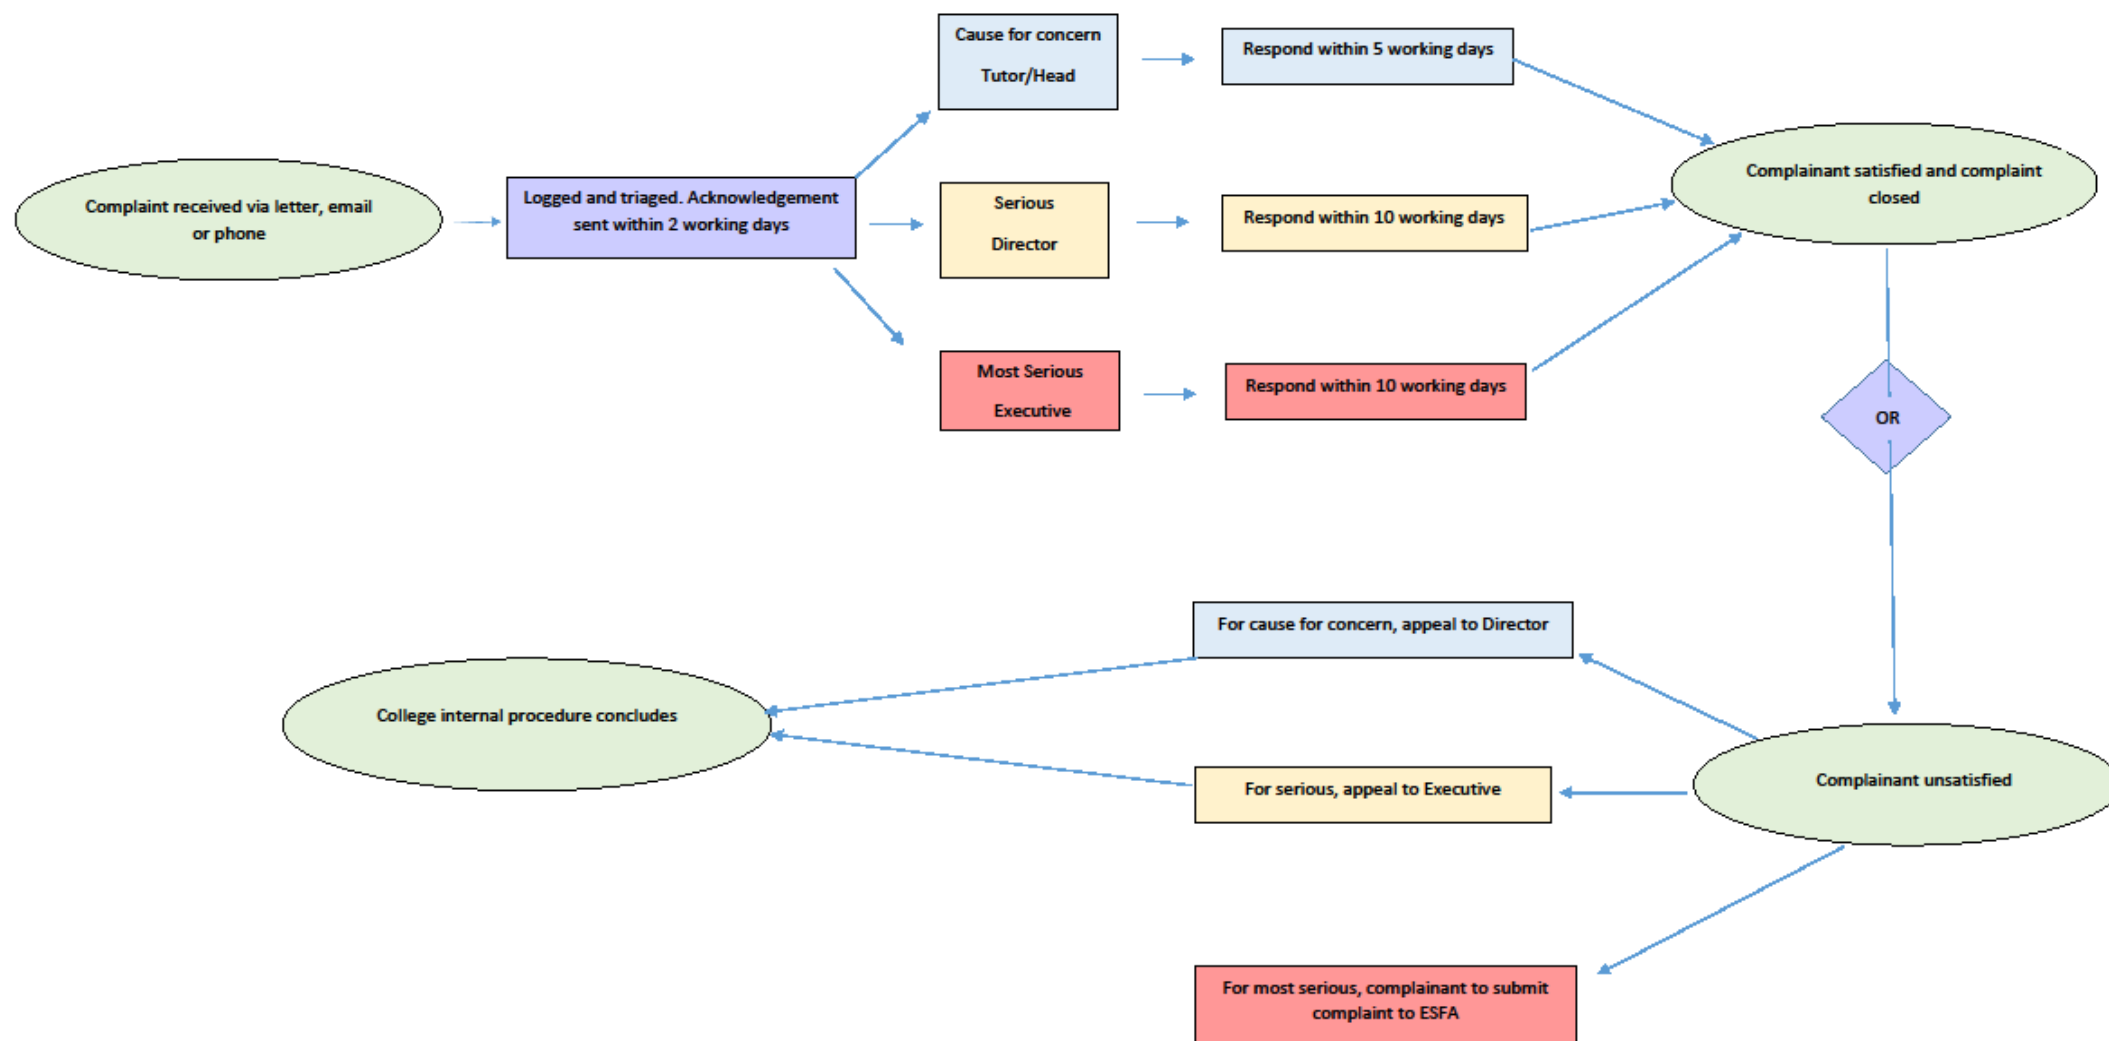 Complaint received via letter, email
or phone
Logged and triaged. Acknowledgement
sent within 2 working days
Cause for concern
Tutor/Head
Respond within 5 working days
Serious
Director
Respond within 10 working days
Most Serious
Executive
Respond within 10 working days
Complainant satisfied and complaint
closed
OR
Complainant unsatisfied
For cause for concern, appeal to Director
For serious, appeal to Executive
For most serious, complainant to submit
complaint to ESFA
College internal procedure concludes